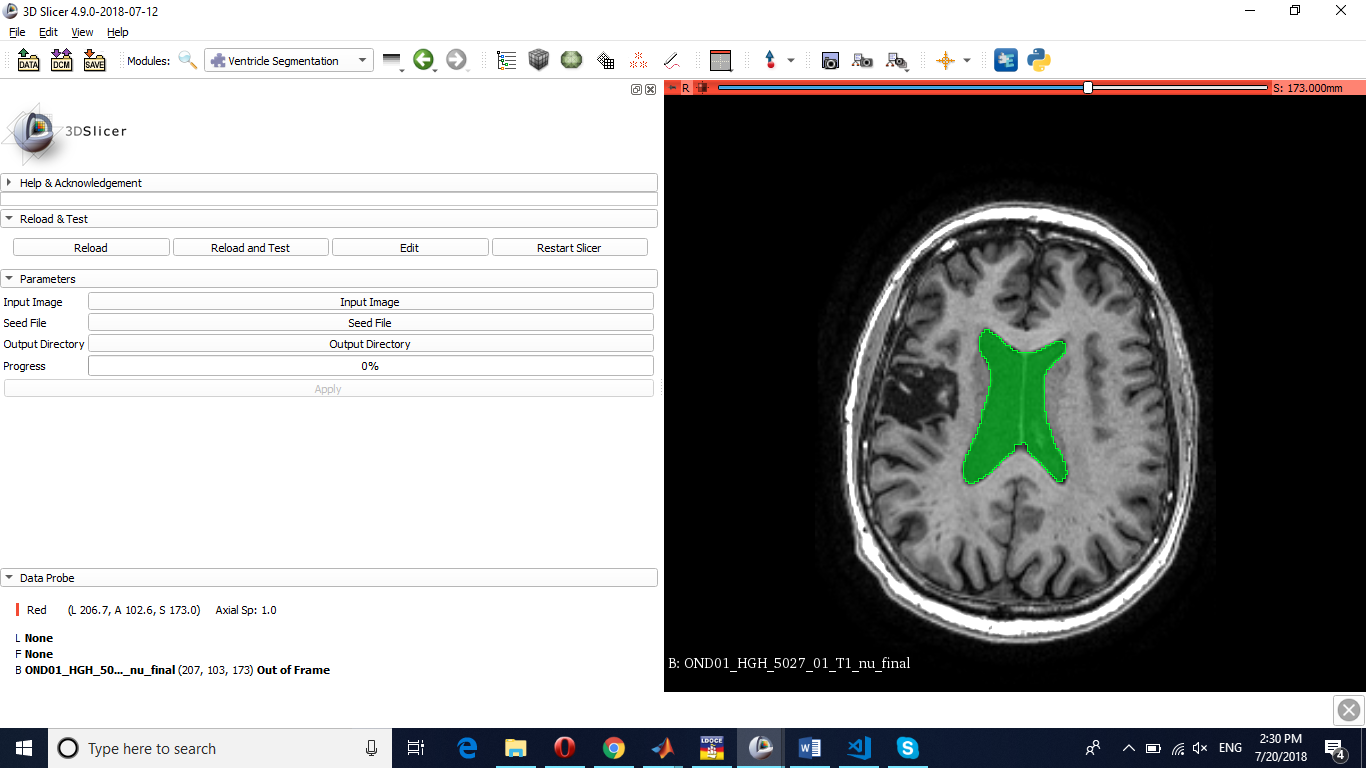 3D Slicer 4.9.0-2018-07-12
File Edit View Help
DATA DCM SAVE Modules: Ventricle Segmentation
R S: 173.000mm
3DSlicer
Help & Acknowledgement
Reload & Test
Reload Reload and Test Edit Restart Slicer
Parameters
Input Image Input Image
Seed File Seed File
Output Directory Output Directory
Progress 0%
Apply
Data Probe
Red (L 206.7, A 102.6, S 173.0) Axial Sp: 1.0
L None
F None
B OND01_HGH_50..._nu_final (207, 103, 173) Out of Frame
B: OND01_HGH_5027_01_T1_nu_final
Type here to search LDOCE ENG 2:30 PM
7/20/2018 4